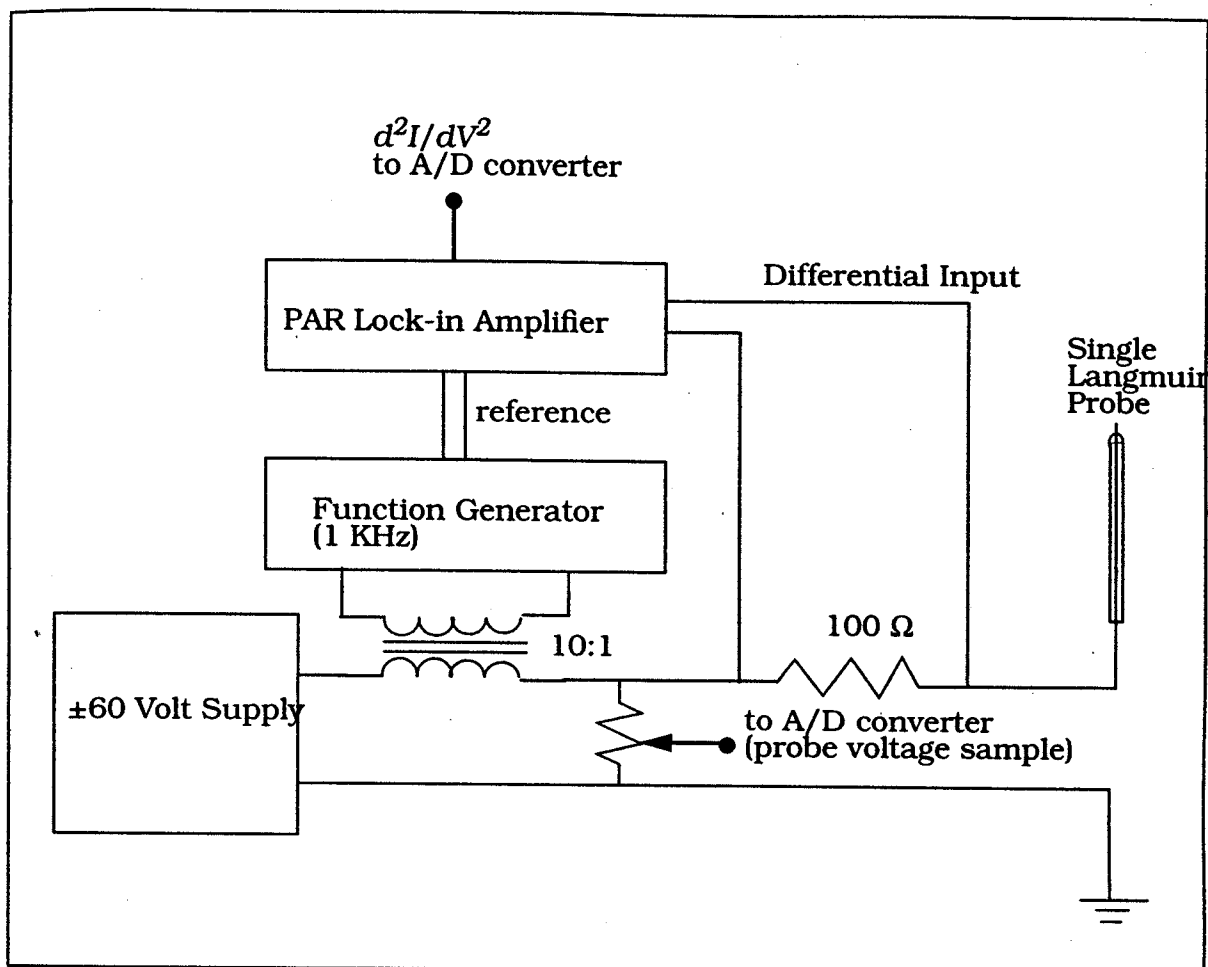 d²I/dV²
to A/D converter
Differential Input
PAR Lock-in Amplifier
Single
Langmuir
Probe
reference
Function Generator
(1 KHz)
10:1
100 Ω
±60 Volt Supply
to A/D converter
(probe voltage sample)